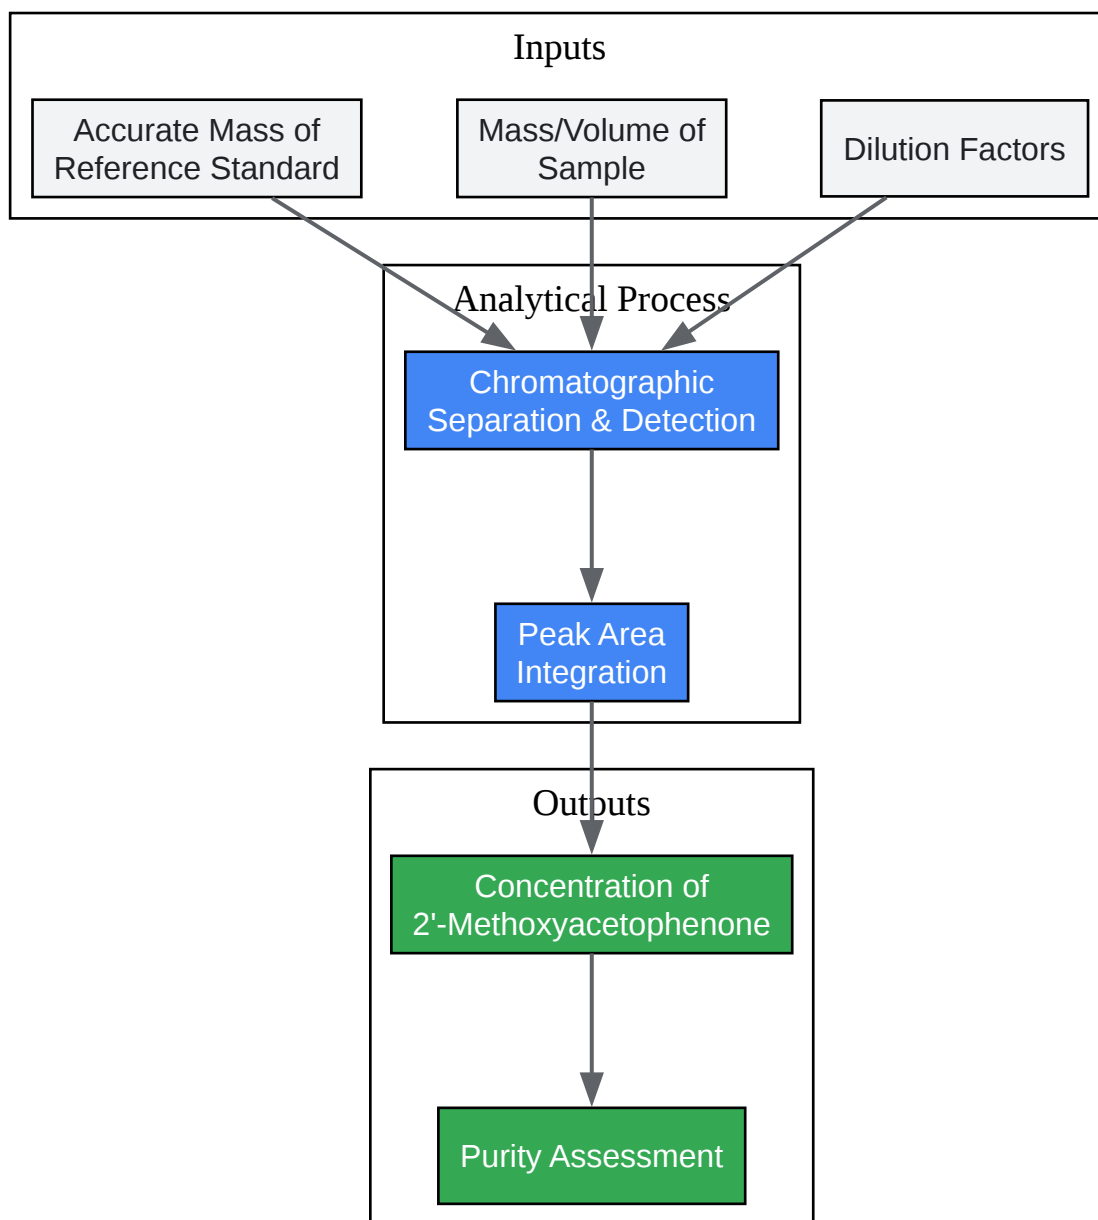 Inputs
Accurate Mass of
Reference Standard
Mass/Volume of
Sample
Dilution Factors
Analytical Process
Chromatographic
Separation & Detection
Peak Area
Integration
Outputs
Concentration of
2'-Methoxyacetophenone
Purity Assessment